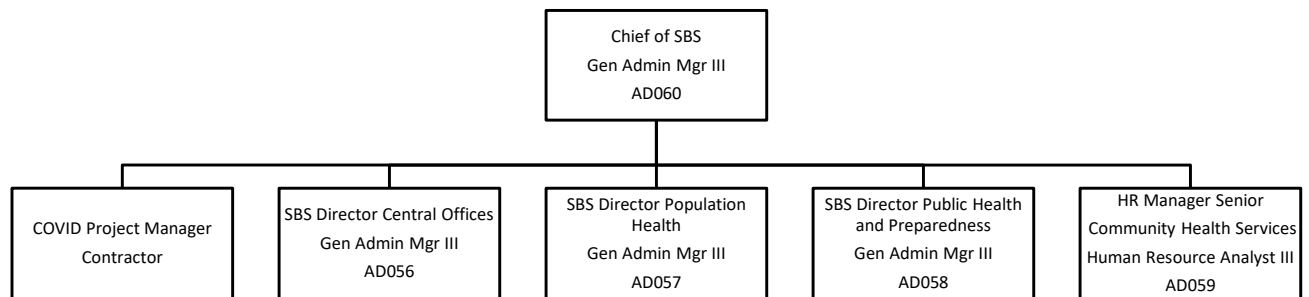 Chief of SBS
Gen Admin Mgr III
AD060
COVID Project Manager
Contractor
SBS Director Central Offices
Gen Admin Mgr III
AD056
SBS Director Population
Health
Gen Admin Mgr III
AD057
SBS Director Public Health
and Preparedness
Gen Admin Mgr III
AD058
HR Manager Senior
Community Health Services
Human Resource Analyst III
AD059